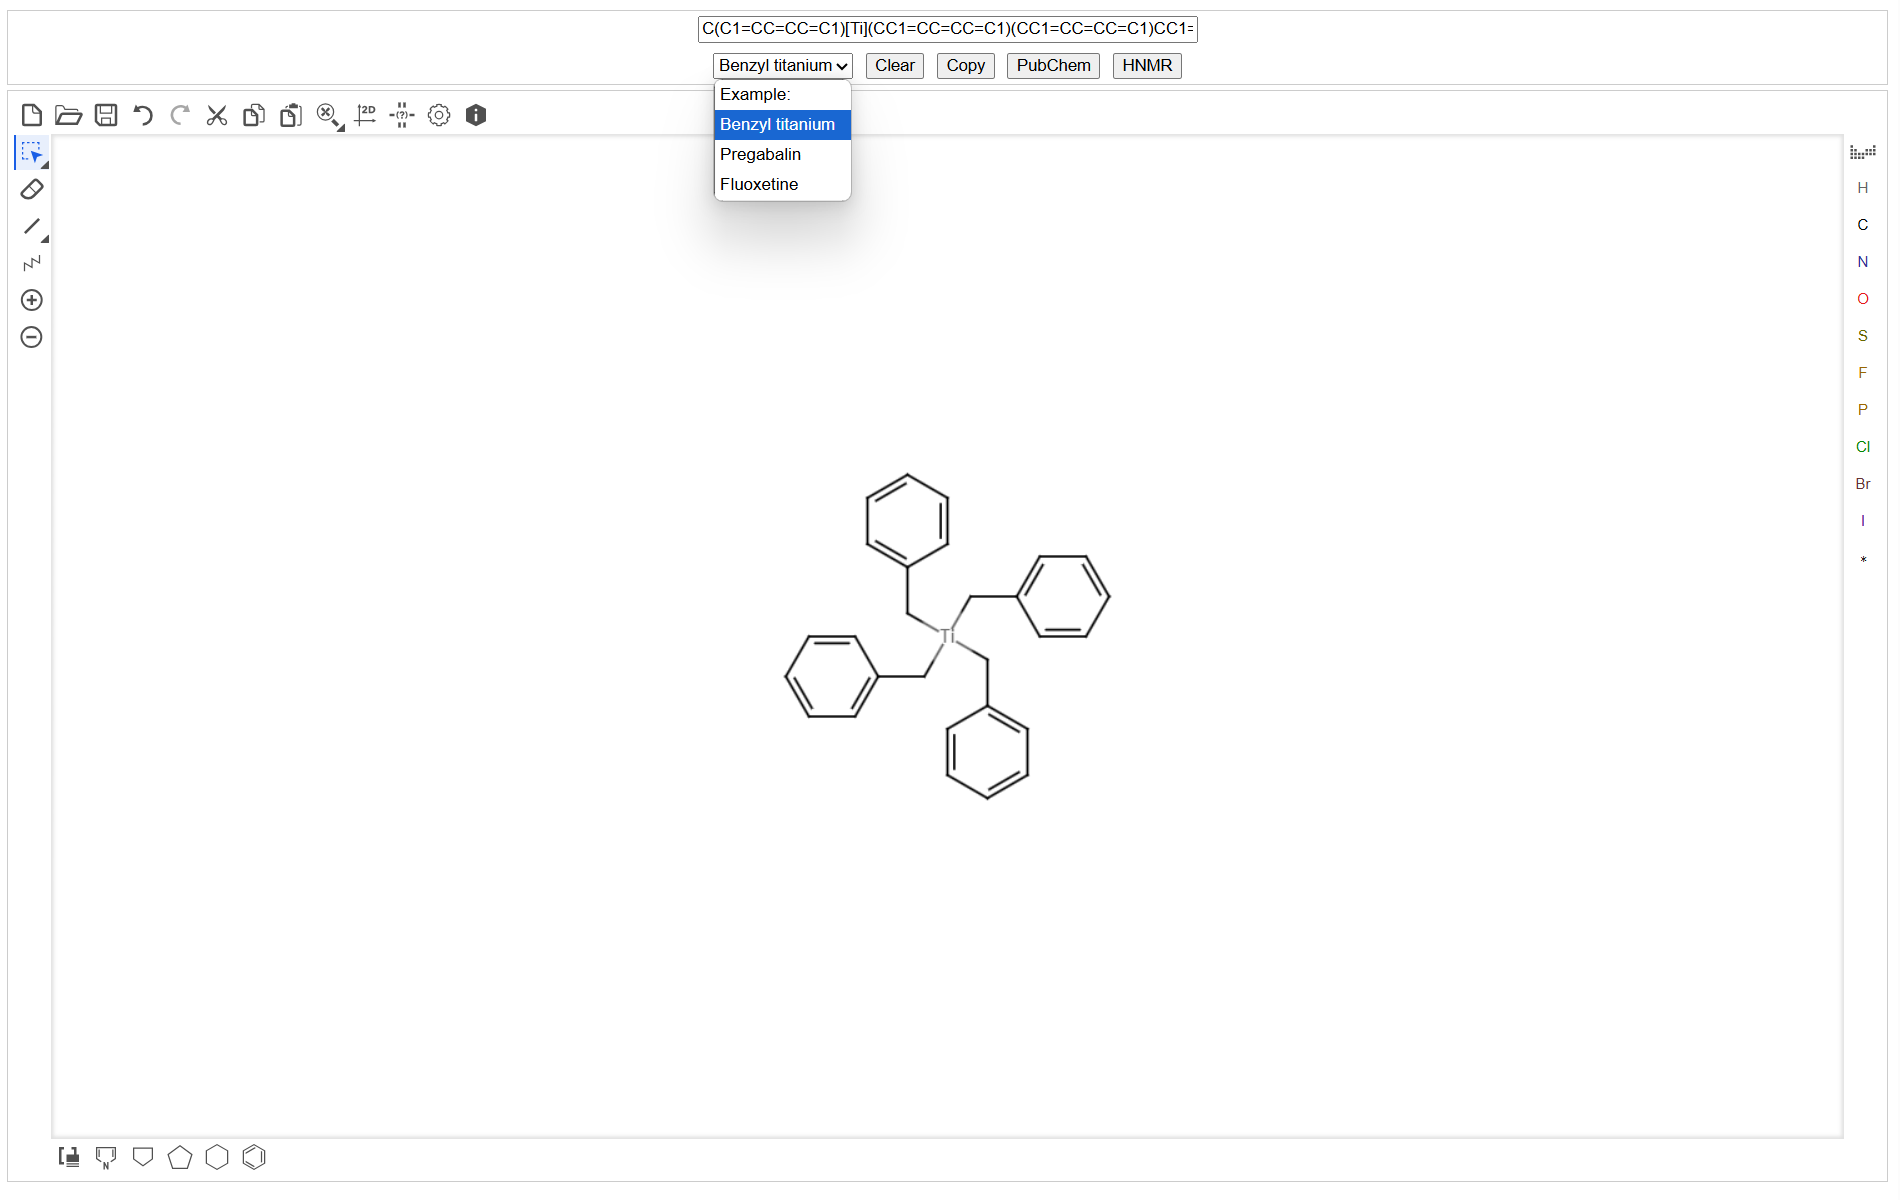 C(C1=CC=CC=C1)[Ti](CC1=CC=CC=C1)(CC1=CC=CC=C1)CC1=
Benzyl titanium Clear Copy PubChem HNMR
Example:
Benzyl titanium
Pregabalin
Fluoxetine
2D
(?)
i
H
C
N
O
S
F
P
Cl
Br
I
*
Ti
N